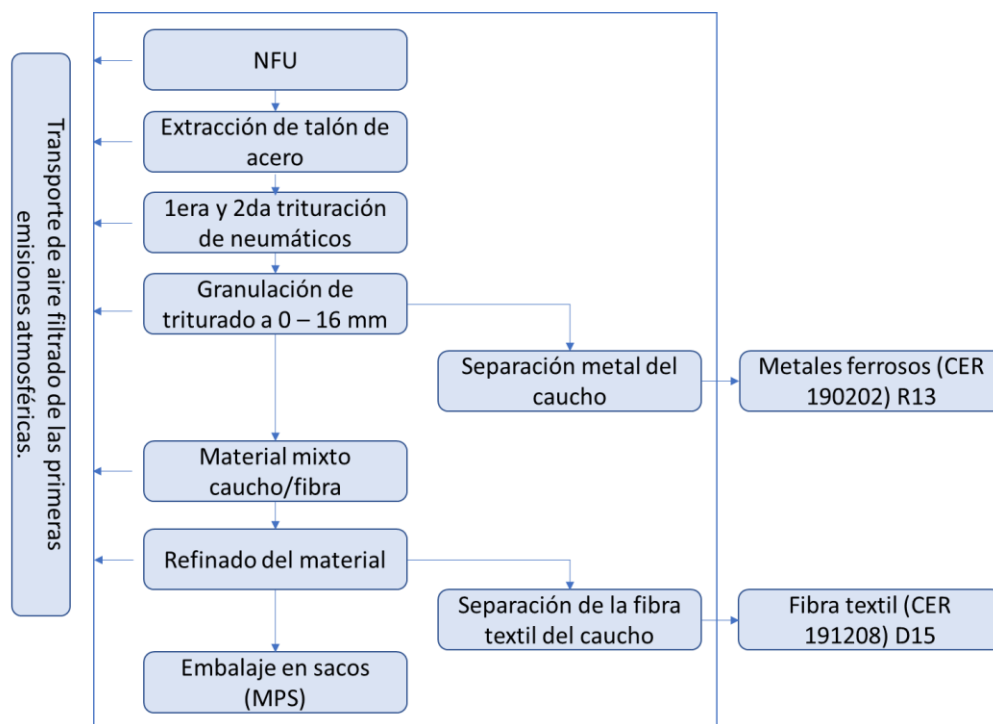 Transporte de aire filtrado de las primeras
emisiones atmosféricas.
NFU
Extracción de talón de
acero
1era y 2da trituración
de neumáticos
Granulación de
triturado a 0 – 16 mm
Separación metal del
caucho
Metales ferrosos (CER
190202) R13
Material mixto
caucho/fibra
Refinado del material
Separación de la fibra
textil del caucho
Fibra textil (CER
191208) D15
Embalaje en sacos
(MPS)